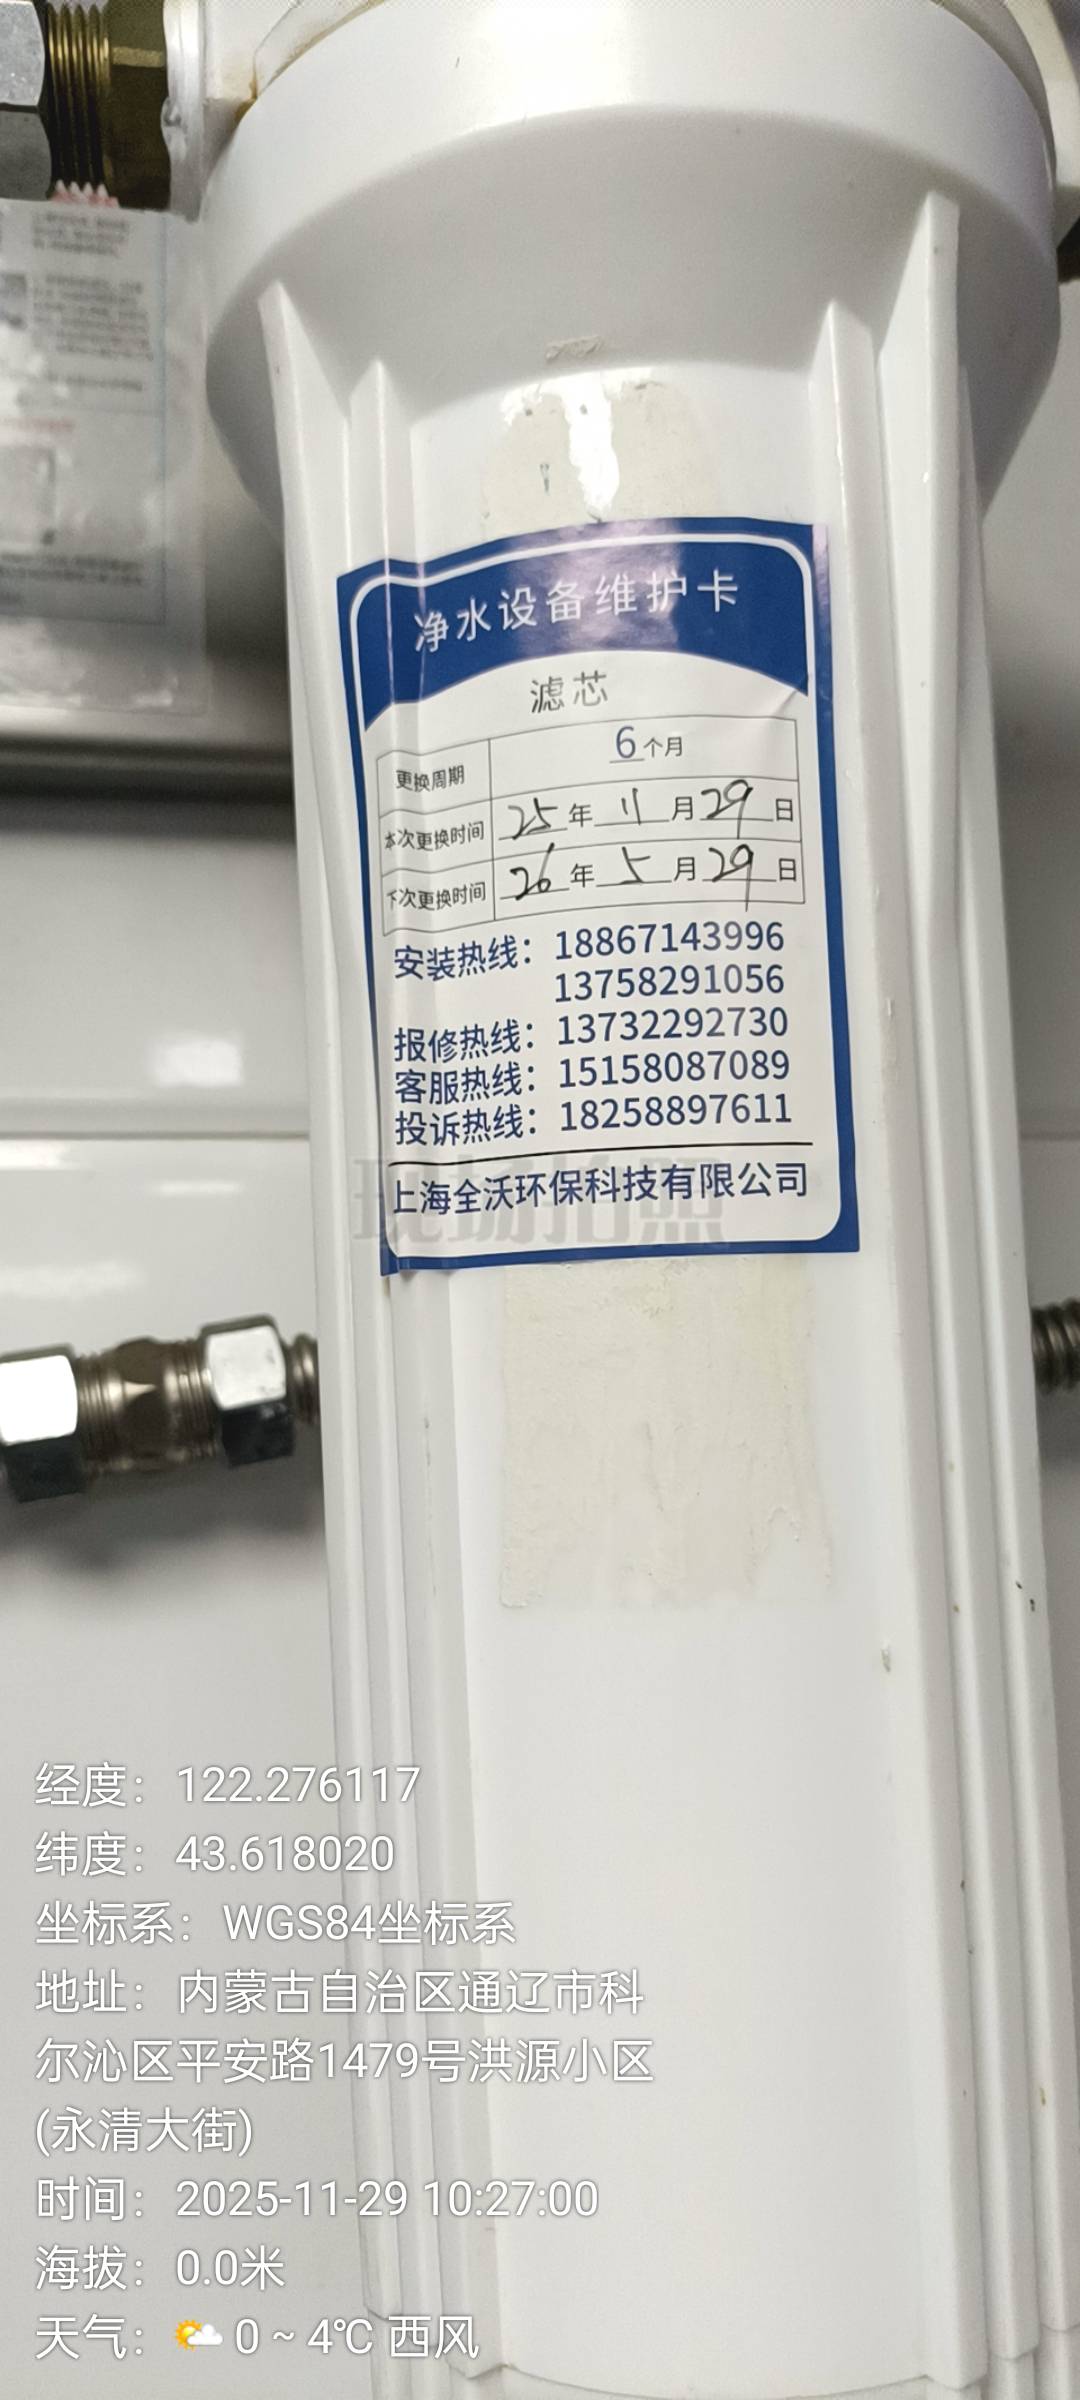 净水设备维护卡
滤芯
更换周期 6个月
本次更换时间 25年11月29日
下次更换时间 26年5月29日
安装热线：18867143996
13758291056
报修热线：13732292730
客服热线：15158087089
投诉热线：18258897611
上海全沃环保科技有限公司
现场拍照
经度：122.276117
纬度：43.618020
坐标系：WGS84坐标系
地址：内蒙古自治区通辽市科
尔沁区平安路1479号洪源小区
(永清大街)
时间：2025-11-29 10:27:00
海拔：0.0米
天气：0 ~ 4℃ 西风